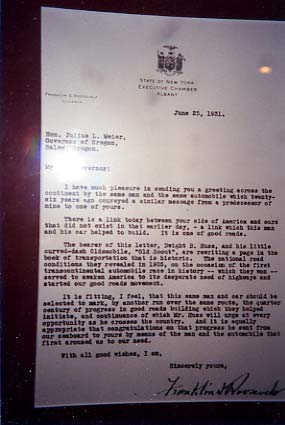 STATE OF NEW YORK
EXECUTIVE CHAMBER
ALBANY
FRANKLIN D. ROOSEVELT
GOVERNOR
June 23, 1931.
Hon. Julius L. Meier,
Governor of Oregon,
Salem, Oregon.
My Governor:
I have much pleasure in sending you a greeting across the
continent by the same man and the same automobile which twenty-
six years ago conveyed a similar message from a predecessor of
mine to one of yours.
There is a link today between your side of America and ours
that did not exist in that earlier day, - a link which this man
and his car helped to build. It is one of good roads.
The bearer of this letter, Dwight B. Huss, and his little
curved-dash Oldsmobile, "Old Scout", are rewriting a page in the
book of transportation that is historic. The national road
conditions they revealed in 1905, on the occasion of the first
transcontinental automobile race in history -- which they won --
served to awaken America to its desperate need of highways and
started our good roads movement.
It is fitting, I feel, that this same man and car should be
selected to mark, by another run over the same route, the quarter
century of progress in good roads building which they helped
initiate, and continuance of which Mr. Huss will urge at every
opportunity as he crosses the country. And it is equally
appropriate that congratulations on that progress be sent from
our seaboard to yours by means of the man and the automobile that
first aroused us to our need.
With all good wishes, I am,
Sincerely yours,
Franklin D Roosevelt